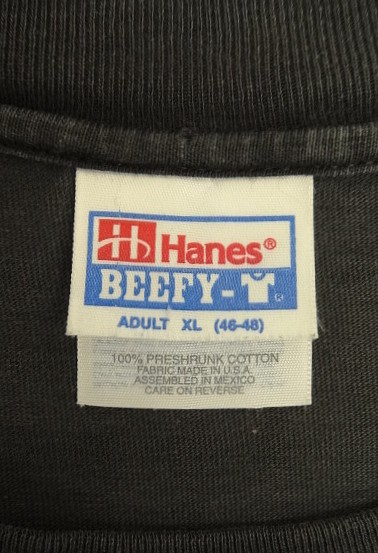 H Hanes®
BEEFY-T®
ADULT XL (46-48)
100% PRESHRUNK COTTON
FABRIC MADE IN U.S.A.
ASSEMBLED IN MEXICO
CARE ON REVERSE